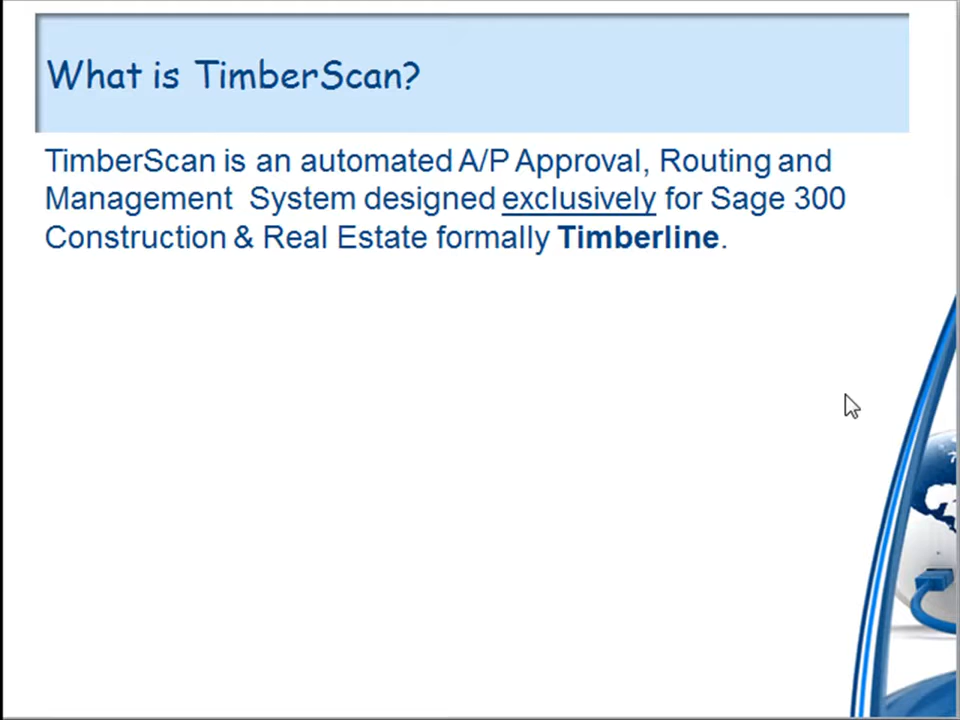 What is TimberScan?
TimberScan is an automated A/P Approval, Routing and
Management  System designed exclusively for Sage 300
Construction & Real Estate formally Timberline.